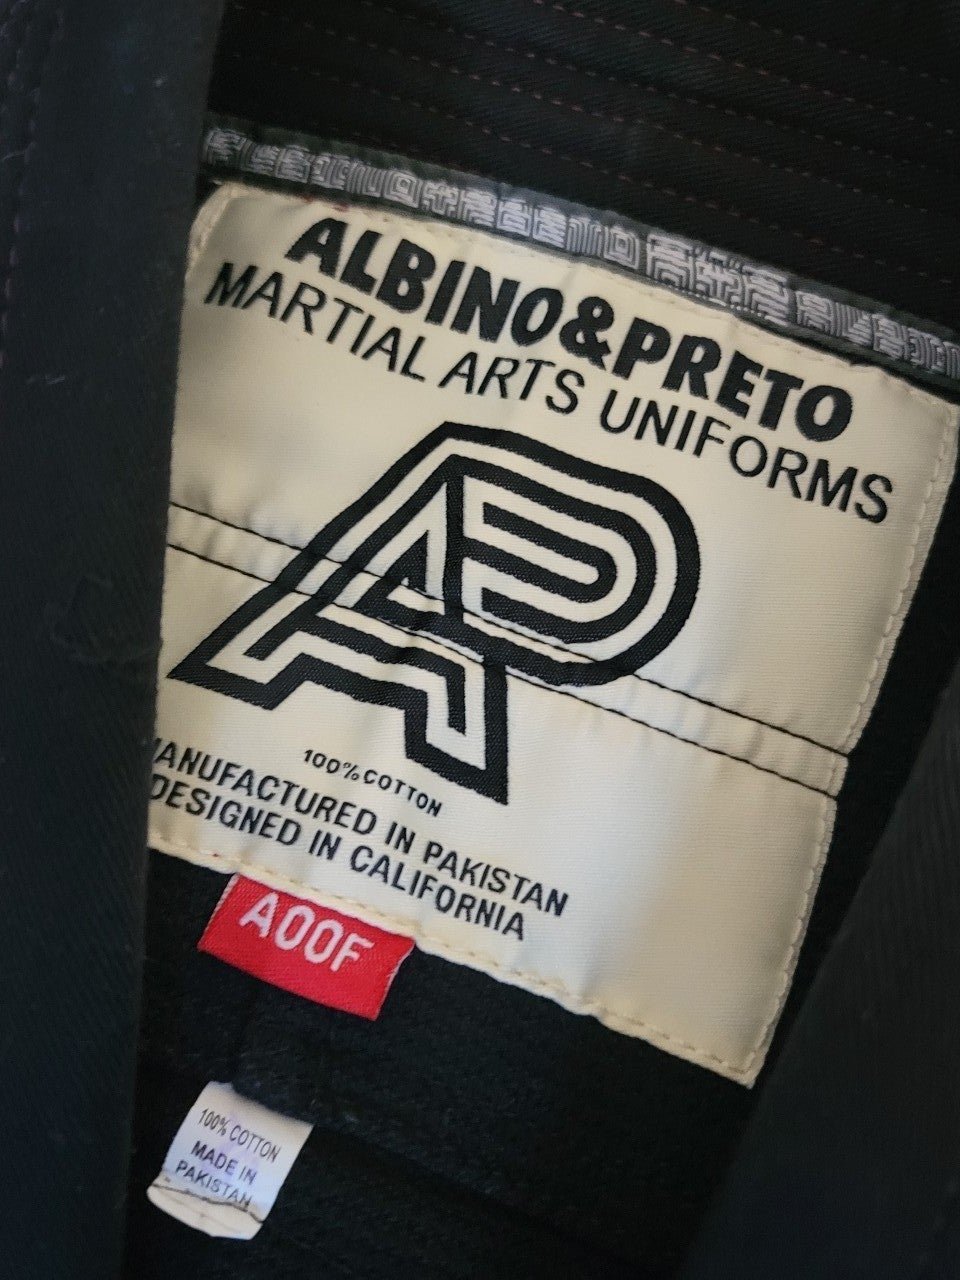 ALBINO&PRETO
MARTIAL ARTS UNIFORMS
AP
100% COTTON
MANUFACTURED IN PAKISTAN
DESIGNED IN CALIFORNIA
A00F
100% COTTON
MADE IN
PAKISTAN